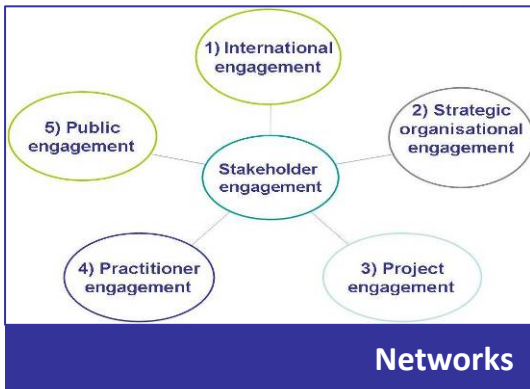 1) International
engagement
2) Strategic
organisational
engagement
5) Public
engagement
Stakeholder
engagement
4) Practitioner
engagement
3) Project
engagement
Networks